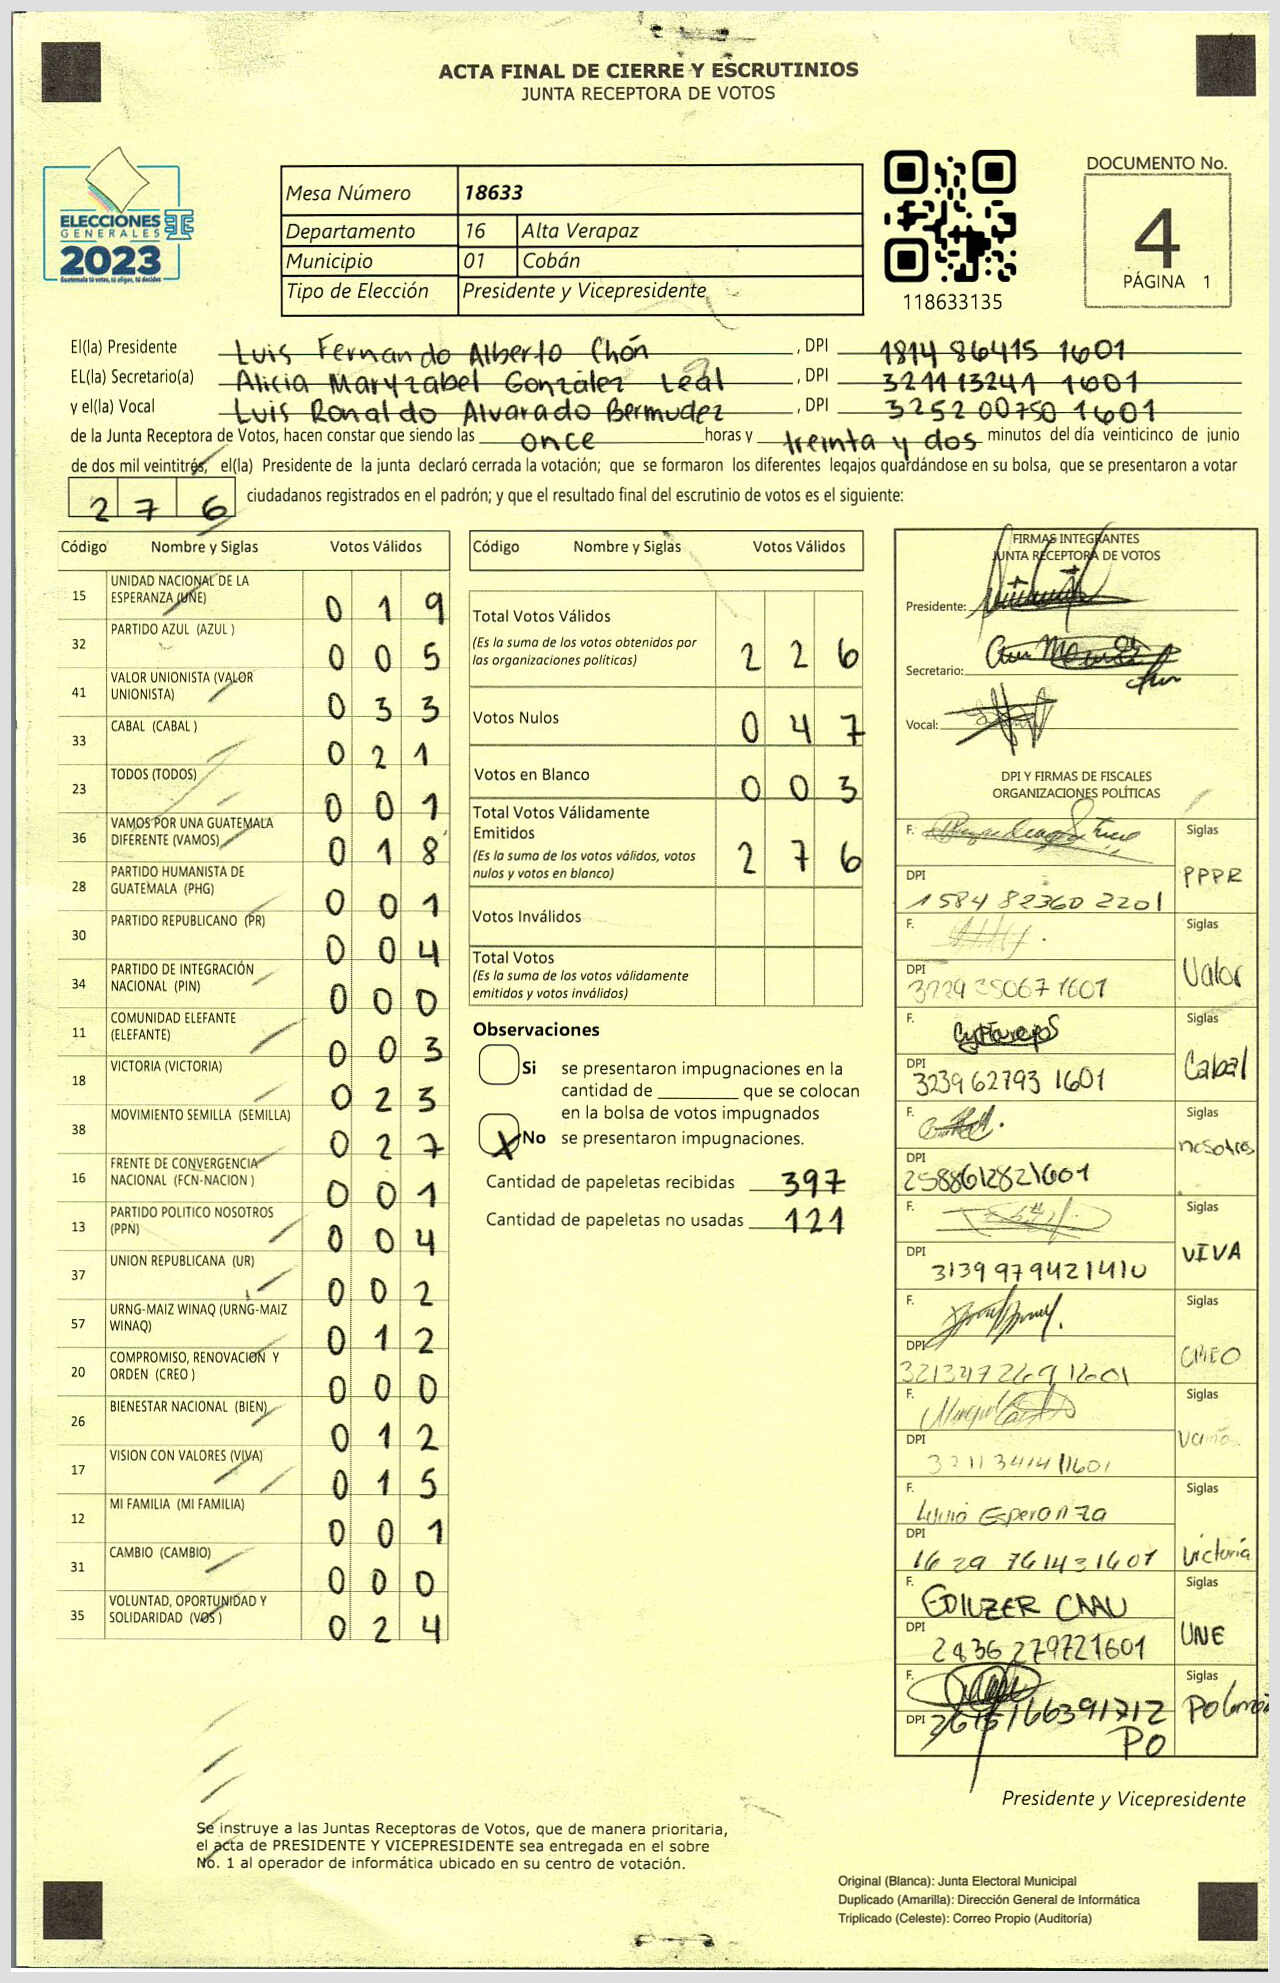 ACTA FINAL DE CIERRE Y ESCRUTINIOS
JUNTA RECEPTORA DE VOTOS
ELECCIONES
GENERALES
2023
Guatemala tú votas, tú eliges, tú decides
Mesa Número 18633
Departamento 16 Alta Verapaz
Municipio 01 Cobán
Tipo de Elección Presidente y Vicepresidente
118633135
DOCUMENTO No.
4
PÁGINA 1
El(la) Presidente Luis Fernando Alberto Chón , DPI 1814 86415 1601
EL(la) Secretario(a) Alicia Maryzabel González Leal , DPI 3211 13241 1601
y el(la) Vocal Luis Ronaldo Alvarado Bermudez , DPI 3252 00750 1601
de la Junta Receptora de Votos, hacen constar que siendo las once horas y treinta y dos minutos del día veinticinco de junio
de dos mil veintitrés, el(la) Presidente de la junta declaró cerrada la votación; que se formaron los diferentes legajos guardándose en su bolsa, que se presentaron a votar
276 ciudadanos registrados en el padrón; y que el resultado final del escrutinio de votos es el siguiente:
Código Nombre y Siglas Votos Válidos
15 UNIDAD NACIONAL DE LA ESPERANZA (UNE) 0 1 9
32 PARTIDO AZUL (AZUL ) 0 0 5
41 VALOR UNIONISTA (VALOR UNIONISTA) 0 3 3
33 CABAL (CABAL ) 0 2 1
23 TODOS (TODOS) 0 0 1
36 VAMOS POR UNA GUATEMALA DIFERENTE (VAMOS) 0 1 8
28 PARTIDO HUMANISTA DE GUATEMALA (PHG) 0 0 1
30 PARTIDO REPUBLICANO (PR) 0 0 4
34 PARTIDO DE INTEGRACIÓN NACIONAL (PIN) 0 0 0
11 COMUNIDAD ELEFANTE (ELEFANTE) 0 0 3
18 VICTORIA (VICTORIA) 0 2 3
38 MOVIMIENTO SEMILLA (SEMILLA) 0 2 7
16 FRENTE DE CONVERGENCIA NACIONAL (FCN-NACION ) 0 0 1
13 PARTIDO POLITICO NOSOTROS (PPN) 0 0 4
37 UNION REPUBLICANA (UR) 0 0 2
57 URNG-MAIZ WINAQ (URNG-MAIZ WINAQ) 0 1 2
20 COMPROMISO, RENOVACION Y ORDEN (CREO ) 0 0 0
26 BIENESTAR NACIONAL (BIEN) 0 1 2
17 VISION CON VALORES (VIVA) 0 1 5
12 MI FAMILIA (MI FAMILIA) 0 0 1
31 CAMBIO (CAMBIO) 0 0 0
35 VOLUNTAD, OPORTUNIDAD Y SOLIDARIDAD (VOS ) 0 2 4
Código Nombre y Siglas Votos Válidos
Total Votos Válidos 2 2 6
(Es la suma de los votos obtenidos por
las organizaciones políticas)
Votos Nulos 0 4 7
Votos en Blanco 0 0 3
Total Votos Válidamente
Emitidos 2 7 6
(Es la suma de los votos válidos, votos
nulos y votos en blanco)
Votos Inválidos
Total Votos
(Es la suma de los votos válidamente
emitidos y votos inválidos)
Observaciones
Si se presentaron impugnaciones en la
cantidad de ________ que se colocan
en la bolsa de votos impugnados
X No se presentaron impugnaciones.
Cantidad de papeletas recibidas 397
Cantidad de papeletas no usadas 121
FIRMAS INTEGRANTES
JUNTA RECEPTORA DE VOTOS
Presidente:
Secretario:
Vocal:
DPI Y FIRMAS DE FISCALES
ORGANIZACIONES POLÍTICAS
F. Siglas PPPR
DPI 1584 82360 2201
F. Siglas Valor
DPI
F. Siglas Cabal
DPI 3239 62793 1601
F. Siglas nosotros
DPI 2588612821601
F. Siglas VIVA
DPI 3139979421410
F. Siglas CREO
DPI 321347269 1601
F. Siglas Vamos
DPI 3211341411601
F. Esperanza Siglas Victoria
DPI 16 29 761431601
F. Siglas UNE
DPI 2836 279721601
F. Siglas
DPI
PO
Presidente y Vicepresidente
Se instruye a las Juntas Receptoras de Votos, que de manera prioritaria,
el acta de PRESIDENTE Y VICEPRESIDENTE sea entregada en el sobre
No. 1 al operador de informática ubicado en su centro de votación.
Original (Blanca): Junta Electoral Municipal
Duplicado (Amarilla): Dirección General de Informática
Triplicado (Celeste): Correo Propio (Auditoría)